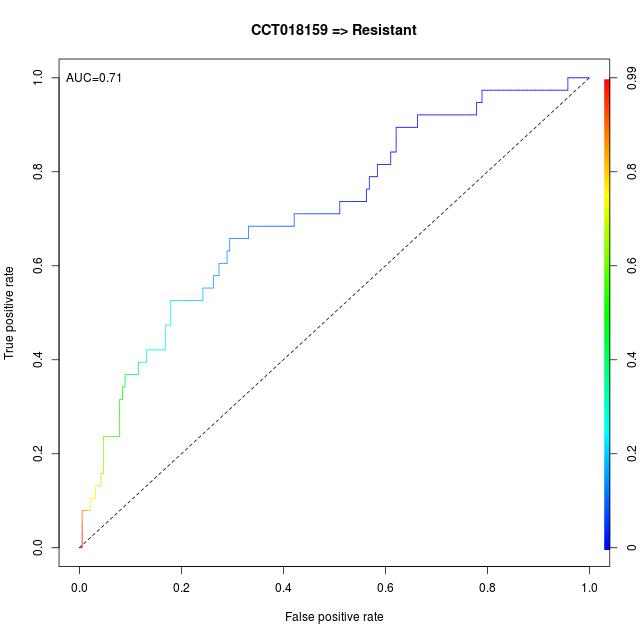 CCT018159 => Resistant
AUC=0.71
True positive rate
0.0
0.2
0.4
0.6
0.8
1.0
0.0 0.2 0.4 0.6 0.8 1.0
False positive rate
0
0.2
0.4
0.6
0.8
0.99